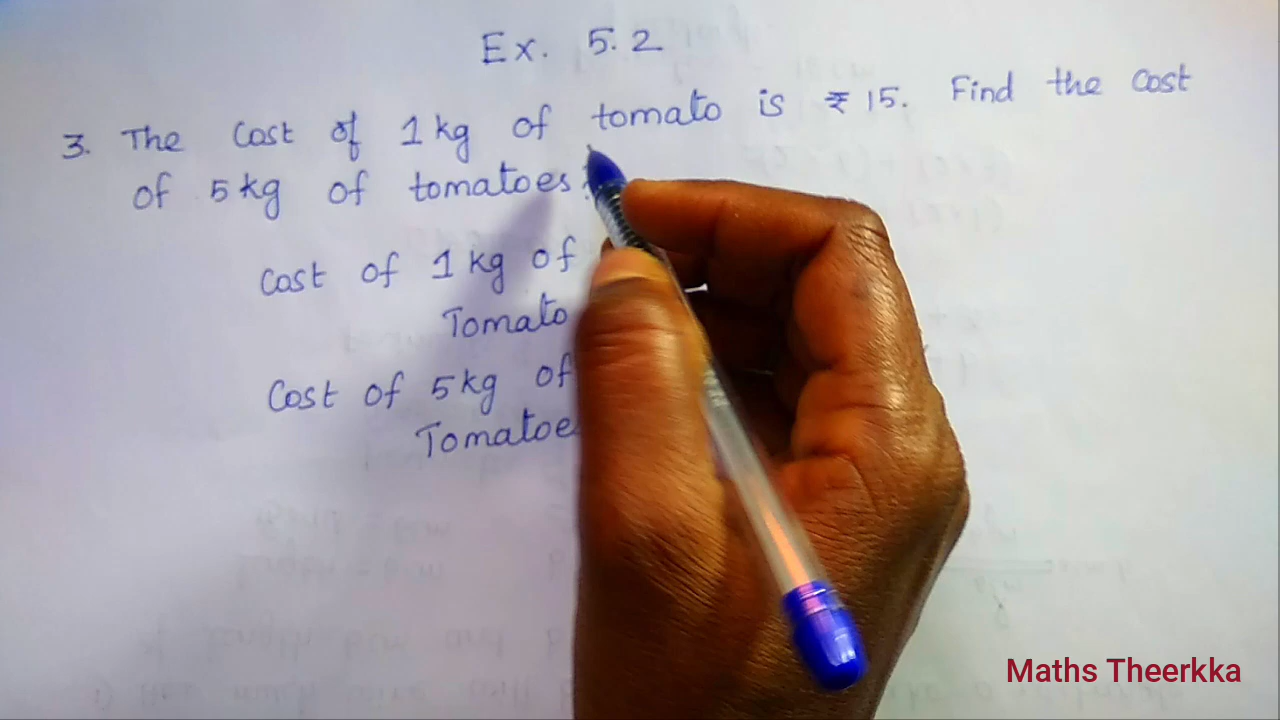 Ex. 5.2
3. The Cost of 1 kg of tomato is ₹ 15. Find the Cost
of 5 kg of tomatoes
Cost of 1 kg of
Tomato
Cost of 5 kg of
Tomatoe
Maths Theerkka